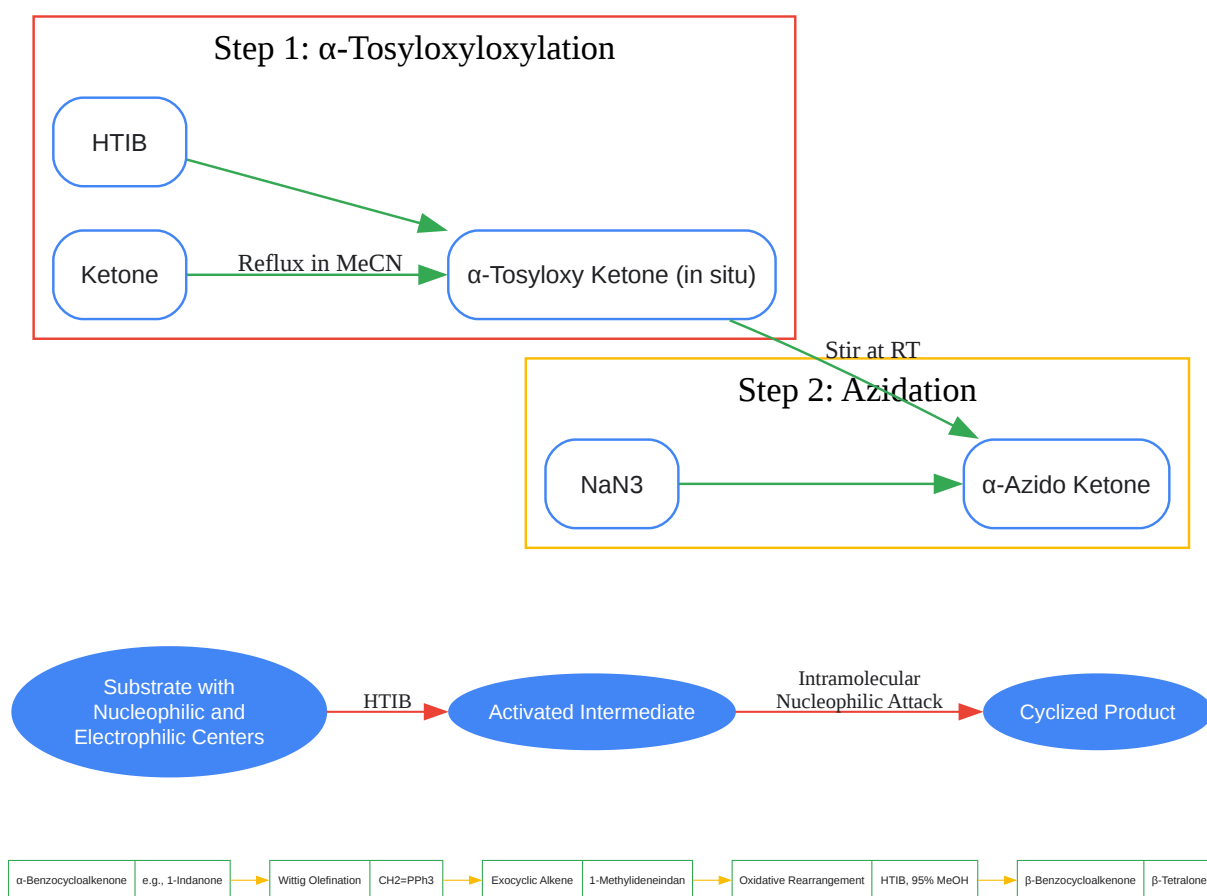 Step 1: α-Tosyloxyloxylation
HTIB
Ketone
Reflux in MeCN
α-Tosyloxy Ketone (in situ)
Stir at RT
Step 2: Azidation
NaN3
α-Azido Ketone
Substrate with
Nucleophilic and
Electrophilic Centers
HTIB
Activated Intermediate
Intramolecular
Nucleophilic Attack
Cyclized Product
α-Benzocycloalkenone
e.g., 1-Indanone
Wittig Olefination
CH2=PPh3
Exocyclic Alkene
1-Methylideneindan
Oxidative Rearrangement
HTIB, 95% MeOH
β-Benzocycloalkenone
β-Tetralone